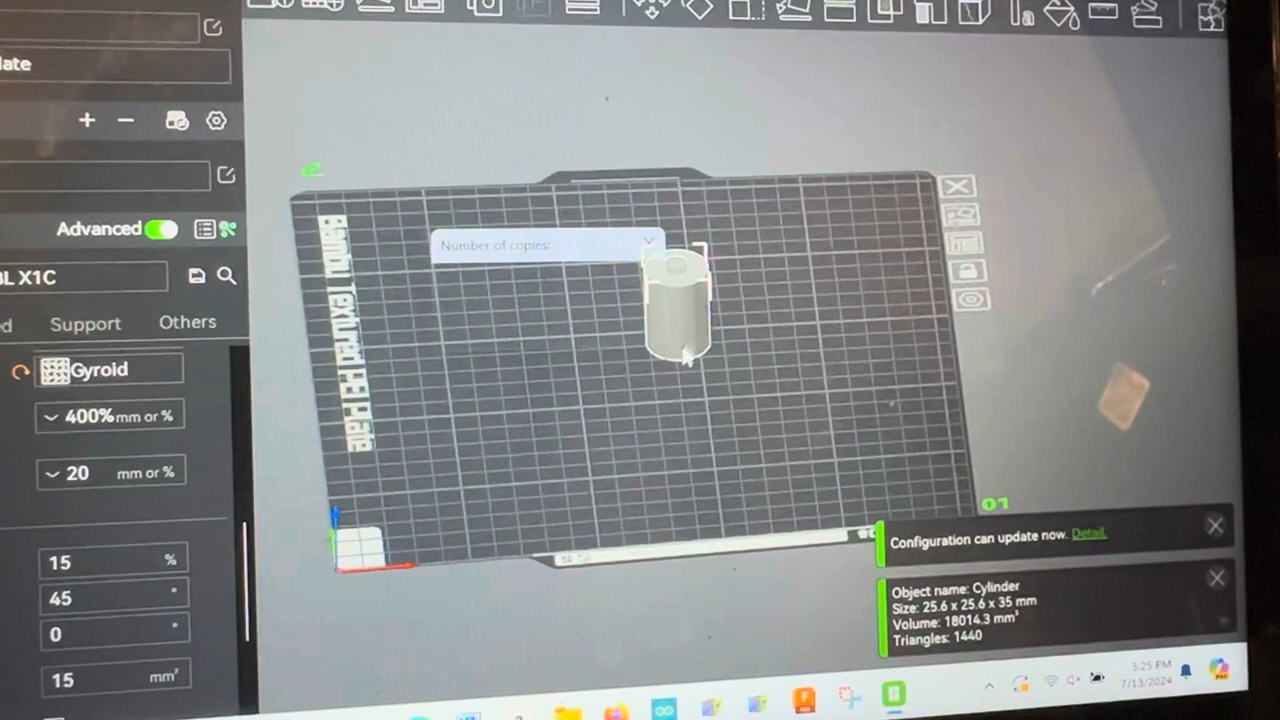 late
Advanced
BL X1C
d
Support
Others
Gyroid
400% mm or %
20 mm or %
15 %
45 °
0 °
15 mm²
Number of copies:
Bambu Textured PEI Plate
01
Configuration can update now. Detail.
Object name: Cylinder
Size: 25.6 x 25.6 x 35 mm
Volume: 18014.3 mm³
Triangles: 1440
3:25 PM
7/13/2024